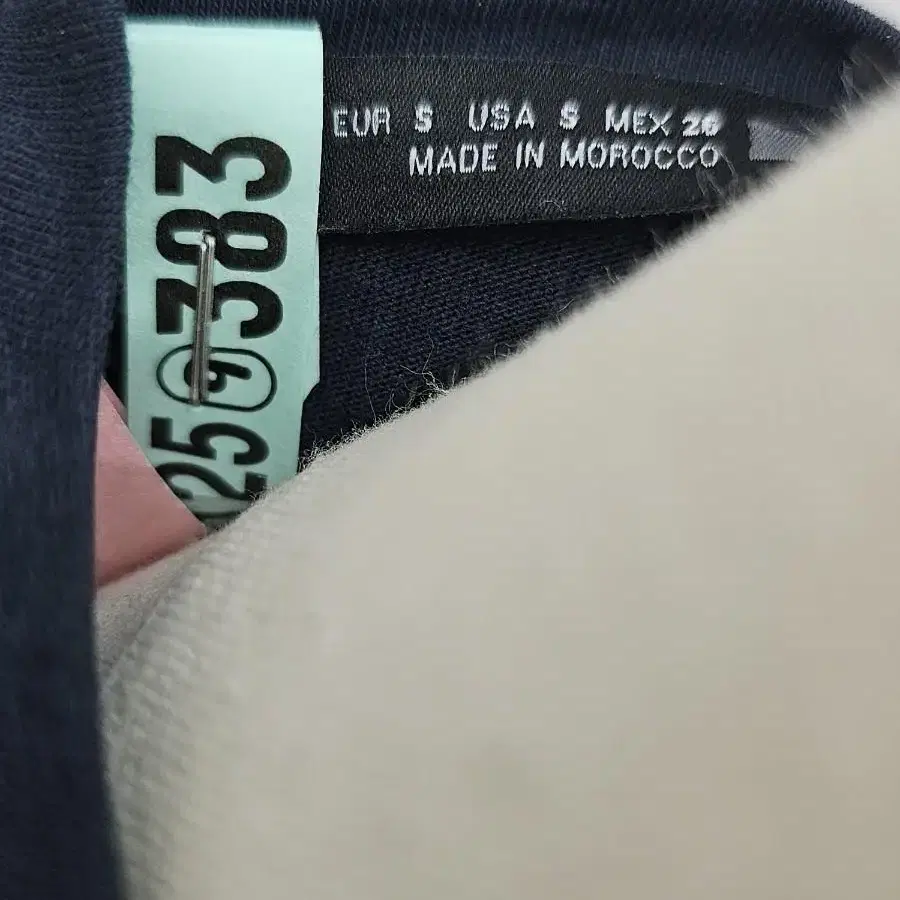 EUR S USA S MEX 26
MADE IN MOROCCO
25 9 383